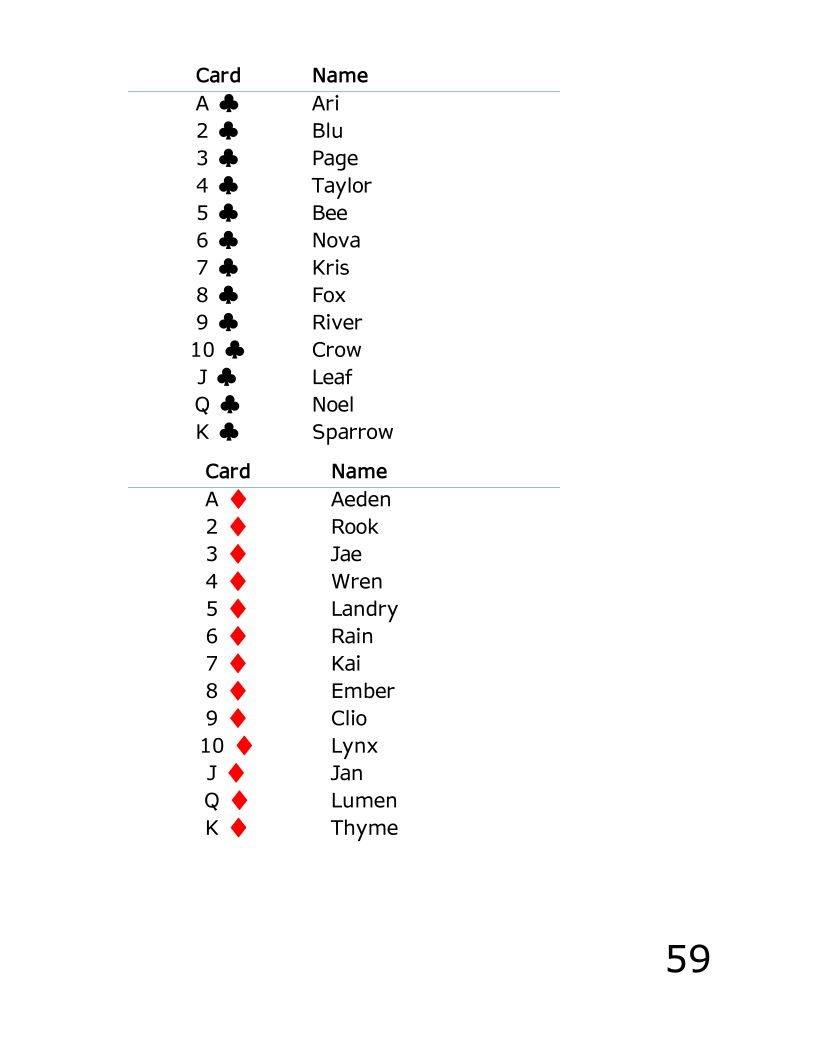 Card Name
A ♣ Ari
2 ♣ Blu
3 ♣ Page
4 ♣ Taylor
5 ♣ Bee
6 ♣ Nova
7 ♣ Kris
8 ♣ Fox
9 ♣ River
10 ♣ Crow
J ♣ Leaf
Q ♣ Noel
K ♣ Sparrow
Card Name
A ♦ Aeden
2 ♦ Rook
3 ♦ Jae
4 ♦ Wren
5 ♦ Landry
6 ♦ Rain
7 ♦ Kai
8 ♦ Ember
9 ♦ Clio
10 ♦ Lynx
J ♦ Jan
Q ♦ Lumen
K ♦ Thyme
59